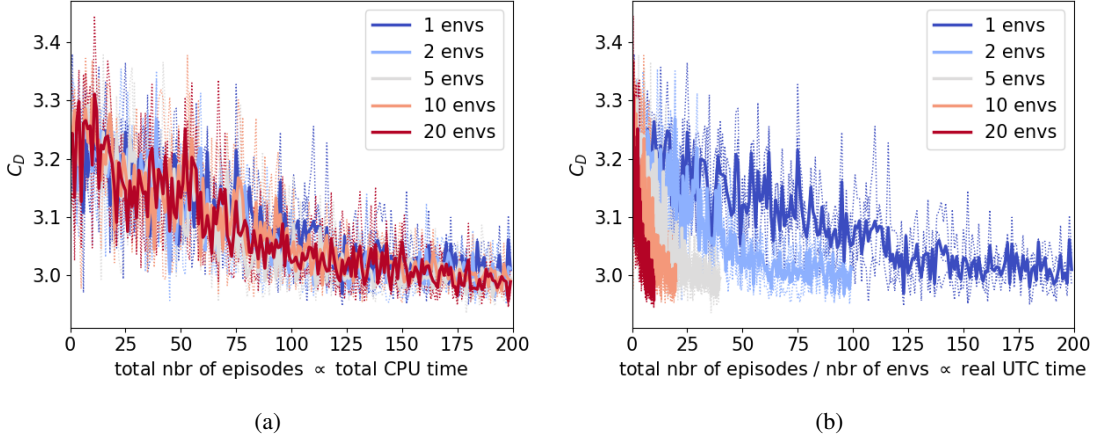 3.4
3.3
3.2
3.1
3.0
C_D
0 25 50 75 100 125 150 175 200
total nbr of episodes ∝ total CPU time
1 envs
2 envs
5 envs
10 envs
20 envs
(a)
3.4
3.3
3.2
3.1
3.0
C_D
0 25 50 75 100 125 150 175 200
total nbr of episodes / nbr of envs ∝ real UTC time
1 envs
2 envs
5 envs
10 envs
20 envs
(b)